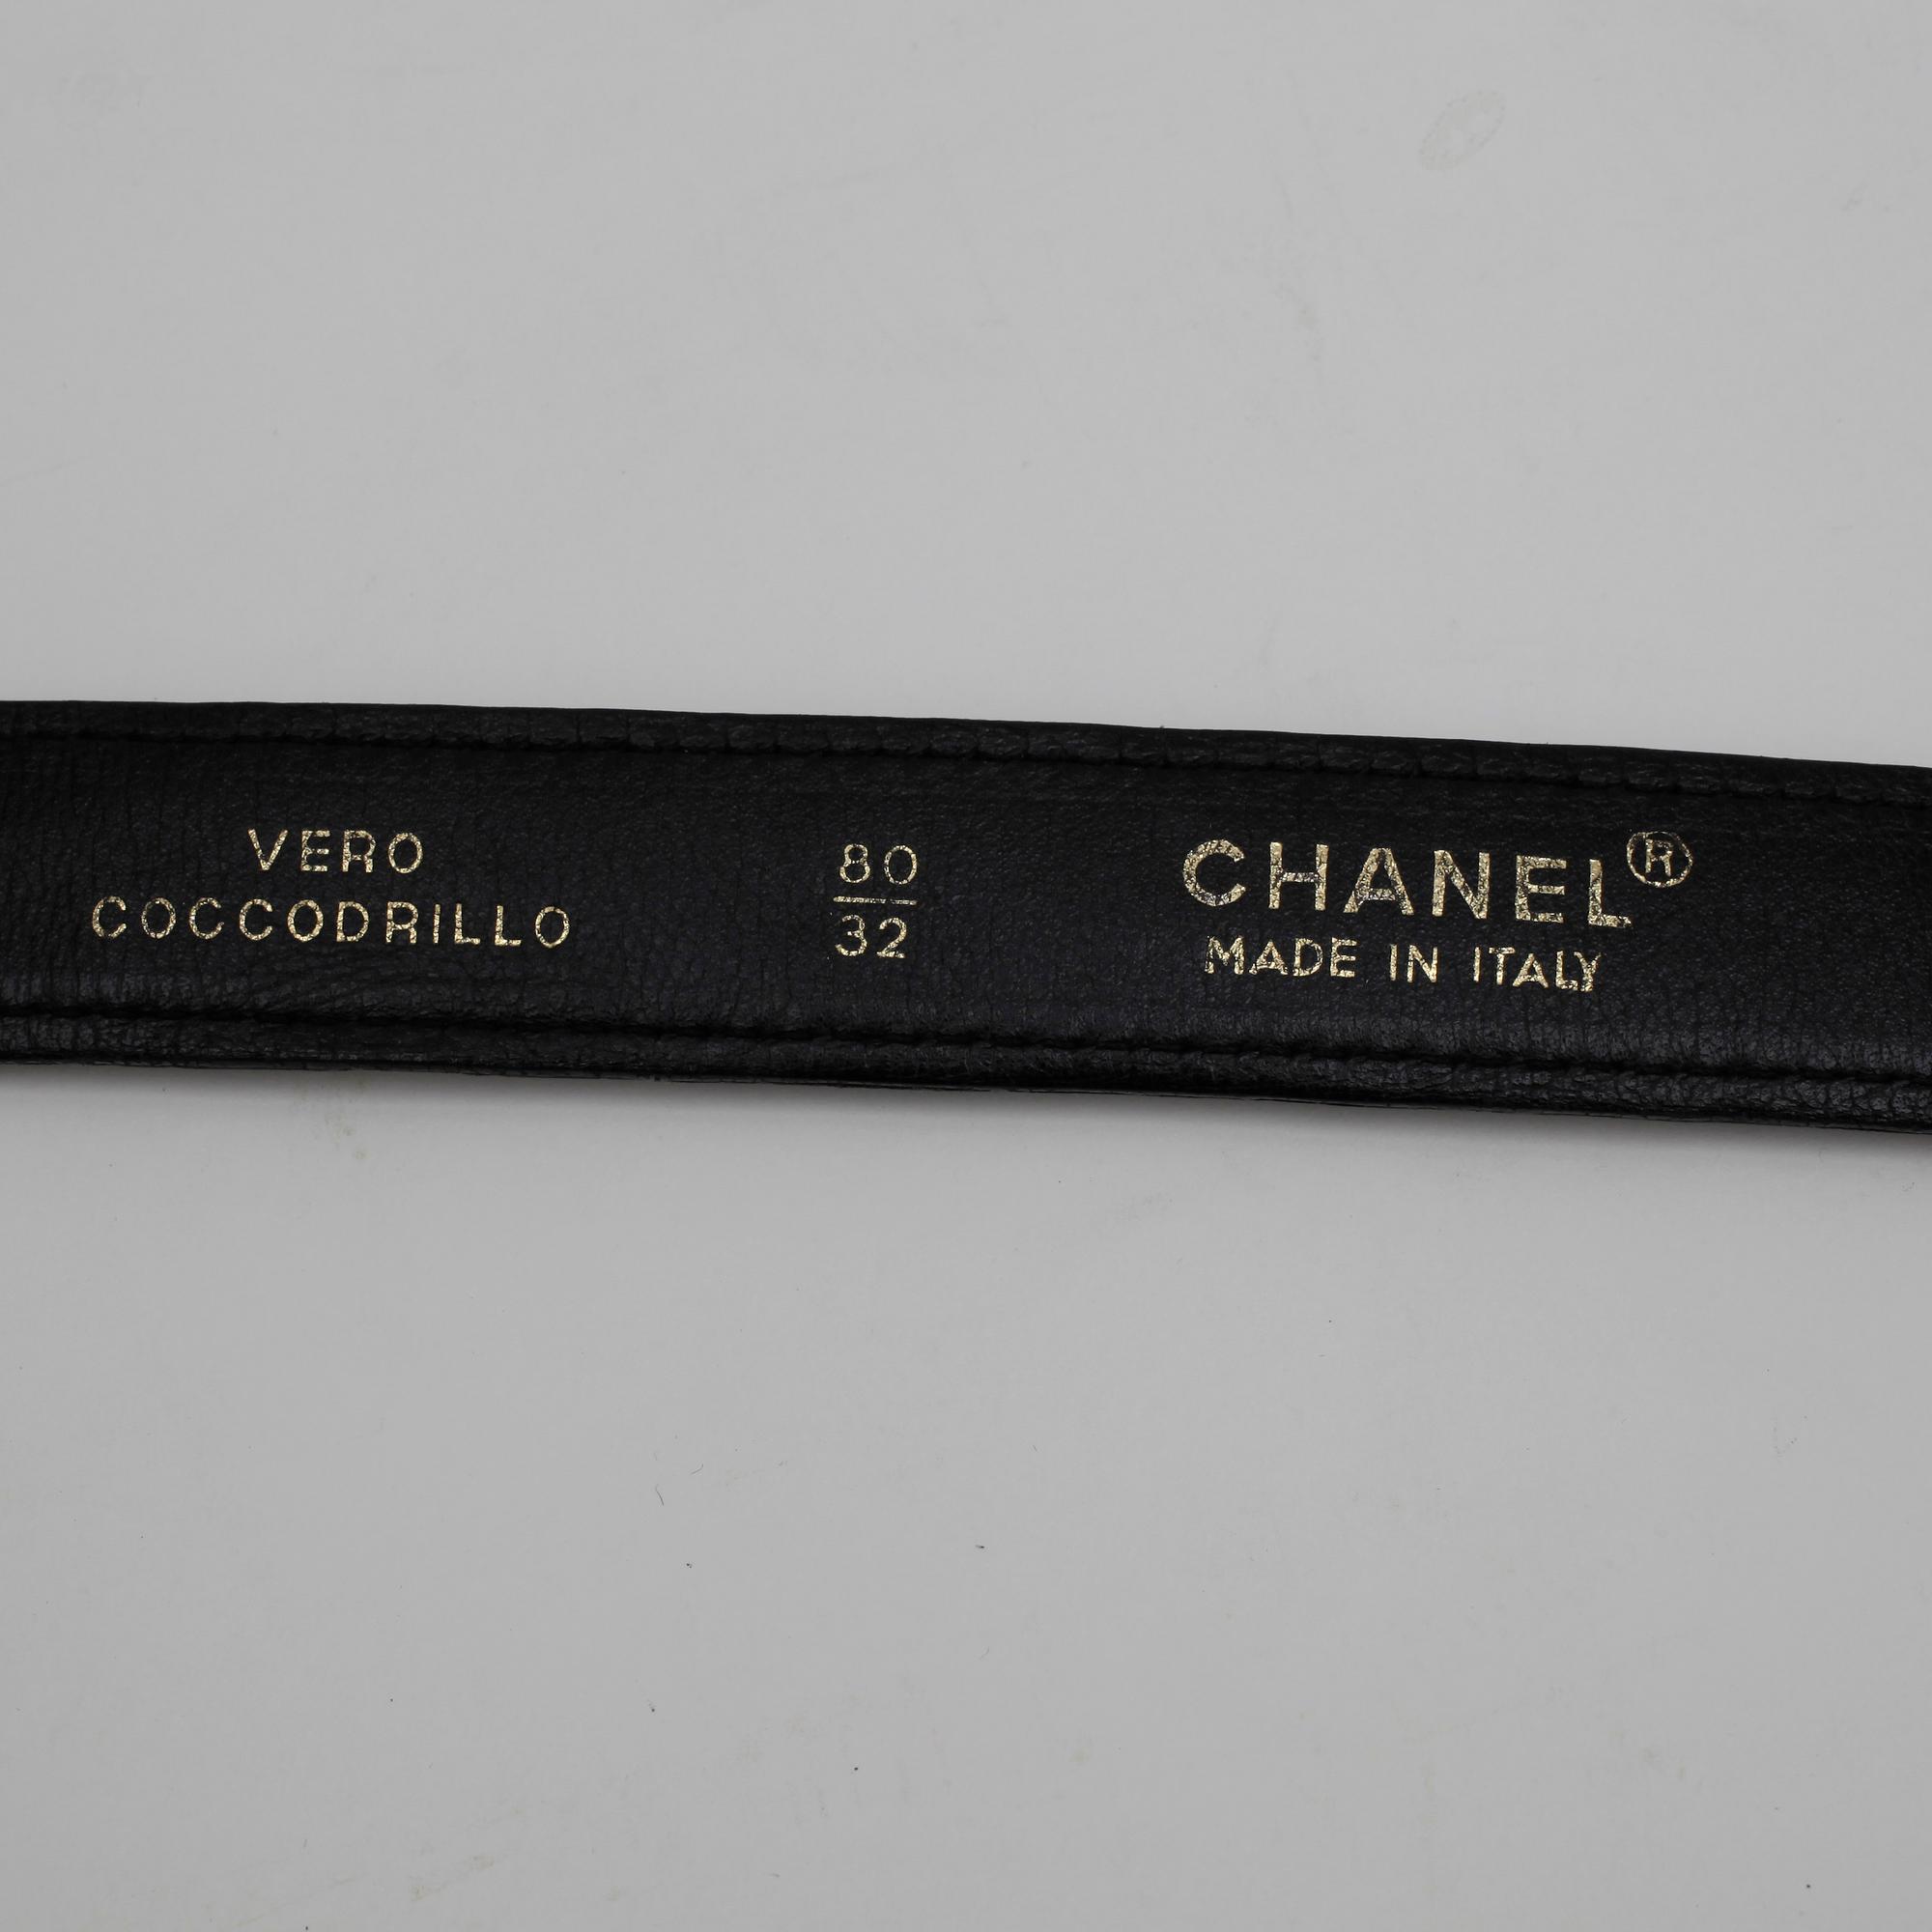 VERO
COCCODRILLO
80
32
CHANEL®
MADE IN ITALY